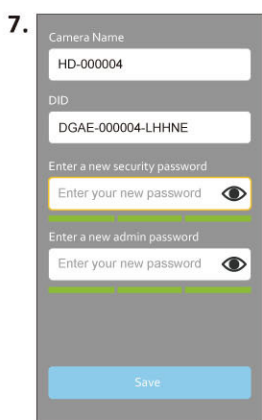 7.
Camera Name
HD-000004
DID
DGAE-000004-LHHNE
Enter a new security password
Enter your new password
Enter a new admin password
Enter your new password
Save